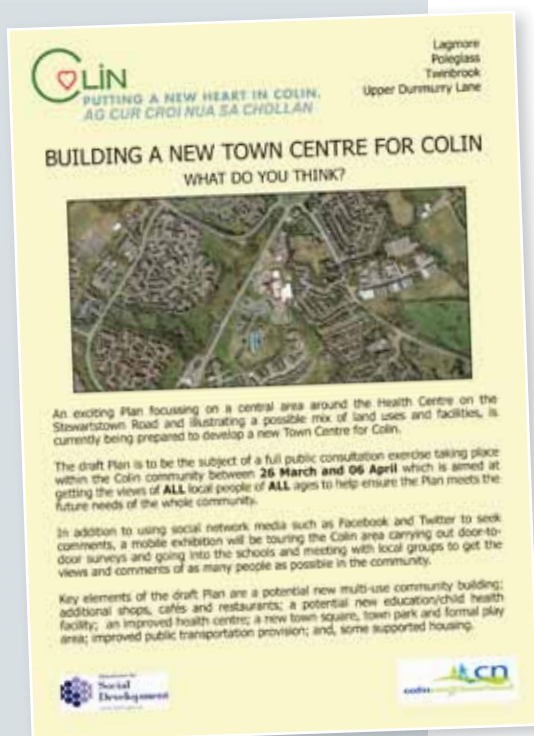 Lagmore
Poleglass
Twinbrook
Upper Dunmurry Lane
COLiN
PUTTING A NEW HEART IN COLIN.
AG CUR CROI NUA SA CHOLLAN
BUILDING A NEW TOWN CENTRE FOR COLIN
WHAT DO YOU THINK?
An exciting Plan focussing on a central area around the Health Centre on the
Stewartstown Road and illustrating a possible mix of land uses and facilities, is
currently being prepared to develop a new Town Centre for Colin.
The draft Plan is to be the subject of a full public consultation exercise taking place
within the Colin community between 26 March and 06 April which is aimed at
getting the views of ALL local people of ALL ages to help ensure the Plan meets the
future needs of the whole community.
In addition to using social network media such as Facebook and Twitter to seek
comments, a mobile exhibition will be touring the Colin area carrying out door-to-
door surveys and going into the schools and meeting with local groups to get the
views and comments of as many people as possible in the community.
Key elements of the draft Plan are a potential new multi-use community building;
additional shops, cafés and restaurants; a potential new education/child health
facility; an improved health centre; a new town square, town park and formal play
area; improved public transportation provision; and, some supported housing.
Social
Development
cn
colin